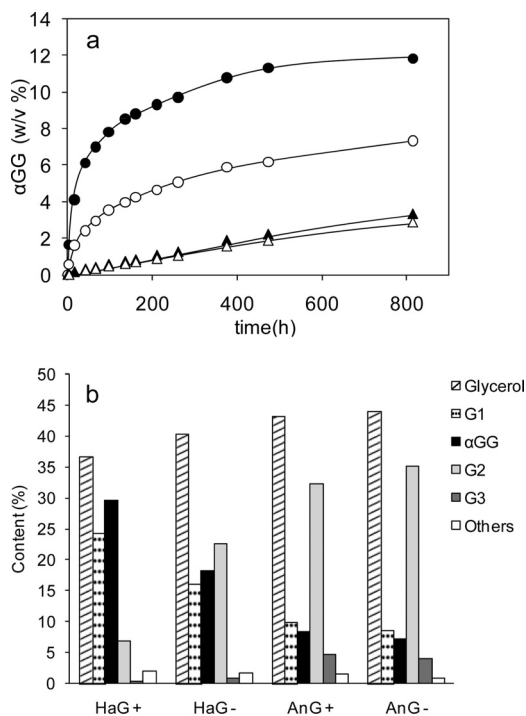 a
14
12
10
8
6
4
2
0
αGG (w/v %)
0 200 400 600 800
time(h)
b
50
45
40
35
30
25
20
15
10
5
0
Content (%)
HaG+ HaG- AnG+ AnG-
Glycerol
G1
αGG
G2
G3
Others